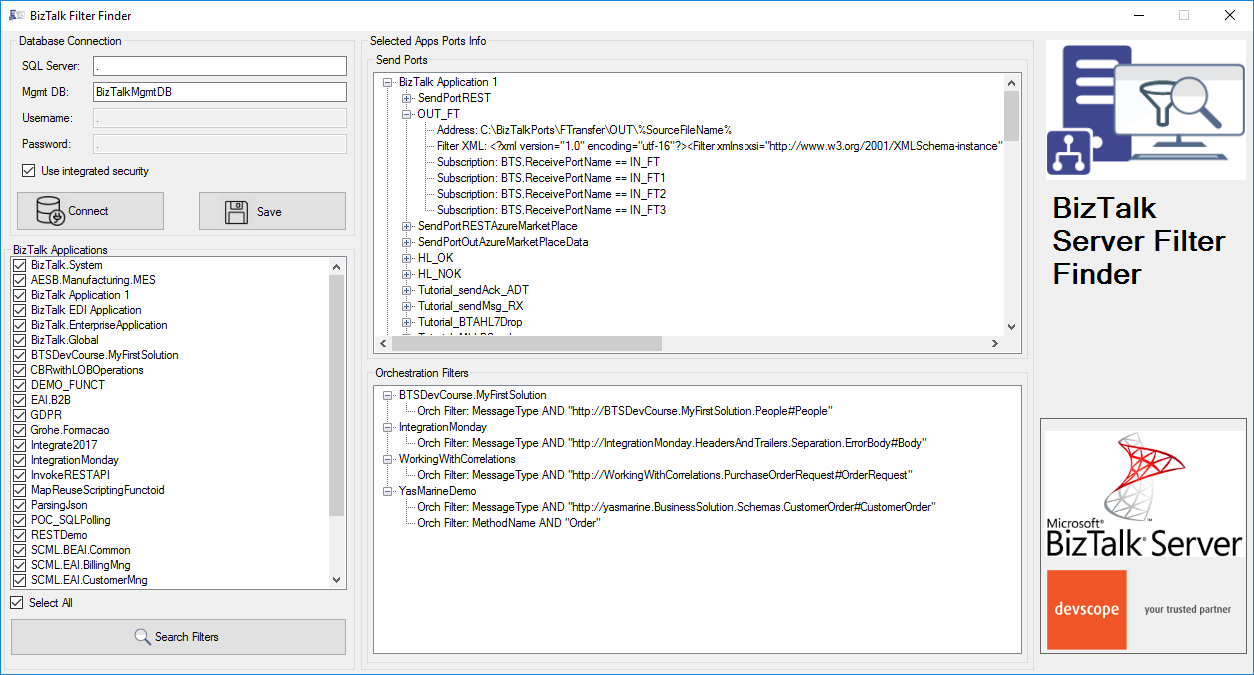 BizTalk Filter Finder
Database Connection
SQL Server:
.
Mgmt DB:
BizTalkMgmtDB
Username:
.
Password:
.
Use integrated security
Connect
Save
BizTalk Applications
BizTalk.System
AESB.Manufacturing.MES
BizTalk Application 1
BizTalk EDI Application
BizTalk.EnterpriseApplication
BizTalk.Global
BTSDevCourse.MyFirstSolution
CBRwithLOBOperations
DEMO_FUNCT
EAI.B2B
GDPR
Grohe.Formacao
Integrate2017
IntegrationMonday
InvokeRESTAPI
MapReuseScriptingFunctoid
ParsingJson
POC_SQLPolling
RESTDemo
SCML.BEAI.Common
SCML.EAI.BillingMng
SCML.EAI.CustomerMng
Select All
Search Filters
Selected Apps Ports Info
Send Ports
BizTalk Application 1
SendPortREST
OUT_FT
Address: C:\BizTalkPorts\FTransfer\OUT\%SourceFileName%
Filter XML: <?xml version="1.0" encoding="utf-16"?><Filter xmlns:xsi="http://www.w3.org/2001/XMLSchema-instance"
Subscription: BTS.ReceivePortName == IN_FT
Subscription: BTS.ReceivePortName == IN_FT1
Subscription: BTS.ReceivePortName == IN_FT2
Subscription: BTS.ReceivePortName == IN_FT3
SendPortRESTAzureMarketPlace
SendPortOutAzureMarketPlaceData
HL_OK
HL_NOK
Tutorial_sendAck_ADT
Tutorial_sendMsg_RX
Tutorial_BTAHL7Drop
Orchestration Filters
BTSDevCourse.MyFirstSolution
Orch Filter: MessageType AND "http://BTSDevCourse.MyFirstSolution.People#People"
IntegrationMonday
Orch Filter: MessageType AND "http://IntegrationMonday.HeadersAndTrailers.Separation.ErrorBody#Body"
WorkingWithCorrelations
Orch Filter: MessageType AND "http://WorkingWithCorrelations.PurchaseOrderRequest#OrderRequest"
YasMarineDemo
Orch Filter: MessageType AND "http://yasmarine.BusinessSolution.Schemas.CustomerOrder#CustomerOrder"
Orch Filter: MethodName AND "Order"
BizTalk
Server Filter
Finder
Microsoft®
BizTalk® Server
devscope
your trusted partner